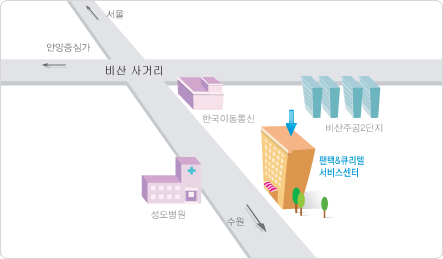 서울
안양중심가
비산 사거리
한국이동통신
비산주공2단지
팬택&큐리텔
서비스센터
성모병원
수원